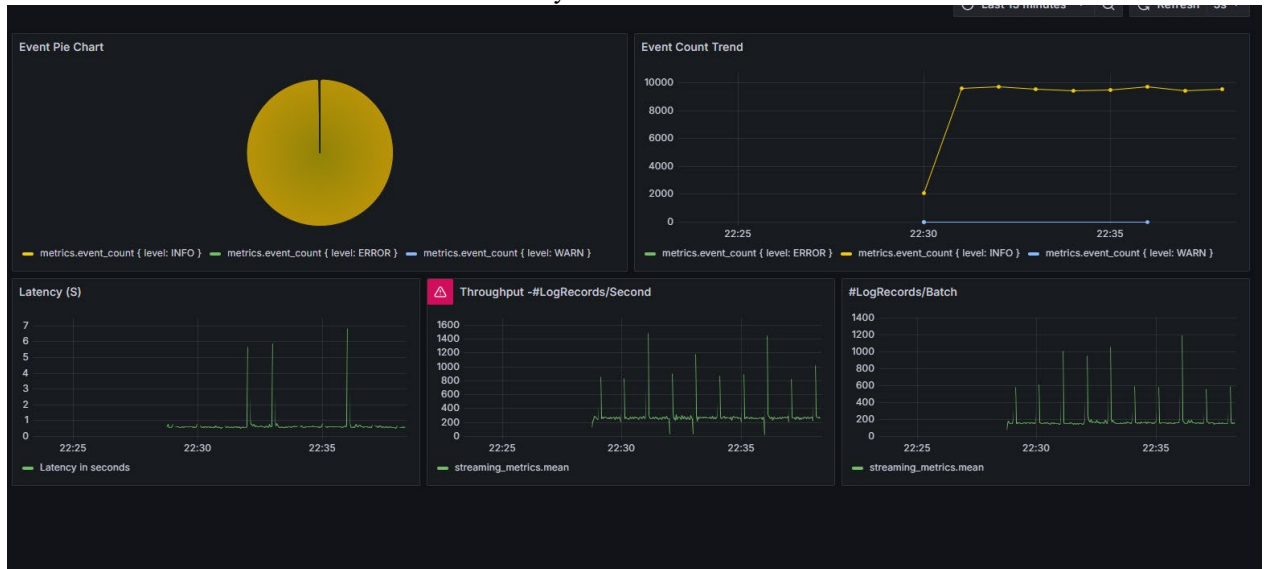 Last 15 minutes Refresh 5s
Event Pie Chart
metrics.event_count { level: INFO } metrics.event_count { level: ERROR } metrics.event_count { level: WARN }
Event Count Trend
10000
8000
6000
4000
2000
0
22:25 22:30 22:35
metrics.event_count { level: ERROR } metrics.event_count { level: INFO } metrics.event_count { level: WARN }
Latency (S)
7
6
5
4
3
2
1
0
22:25 22:30 22:35
Latency in seconds
Throughput -#LogRecords/Second
1600
1400
1200
1000
800
600
400
200
0
22:25 22:30 22:35
streaming_metrics.mean
#LogRecords/Batch
1400
1200
1000
800
600
400
200
0
22:25 22:30 22:35
streaming_metrics.mean